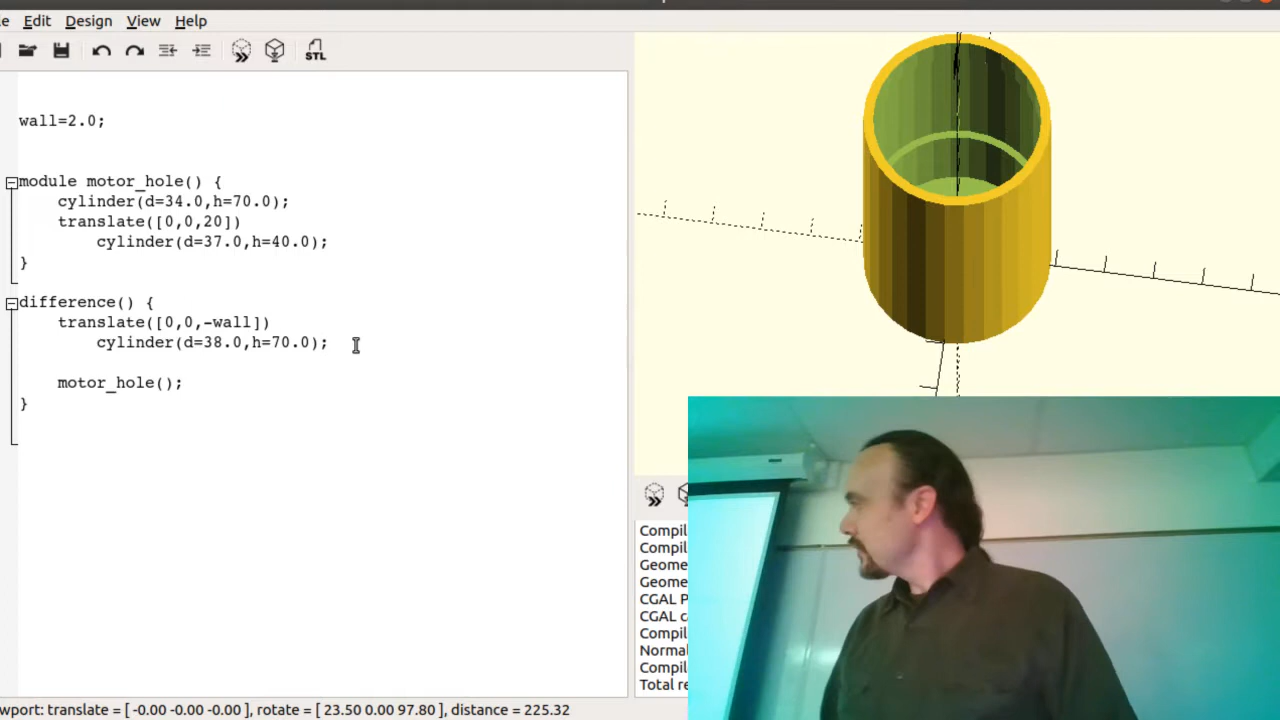 Edit Design View Help
STL
wall=2.0;
module motor_hole() {
cylinder(d=34.0,h=70.0);
translate([0,0,20])
cylinder(d=37.0,h=40.0);
}
difference() {
translate([0,0,-wall])
cylinder(d=38.0,h=70.0);
motor_hole();
}
Compil
Compil
Geome
Geome
CGAL P
CGAL c
Compil
Normal
Compil
Total re
wport: translate = [ -0.00 -0.00 -0.00 ], rotate = [ 23.50 0.00 97.80 ], distance = 225.32